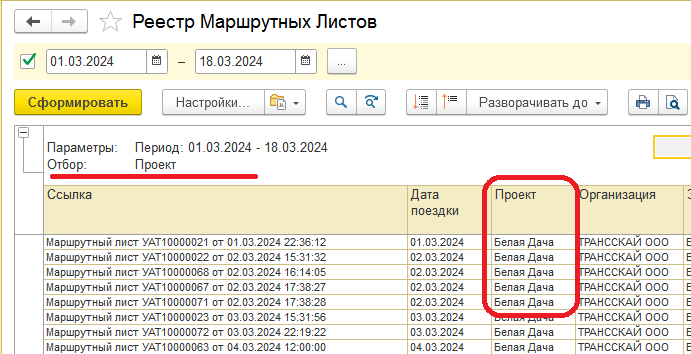 Реестр Маршрутных Листов
01.03.2024 – 18.03.2024 ...
Сформировать Настройки... Разворачивать до
Параметры: Период: 01.03.2024 - 18.03.2024
Отбор: Проект
Ссылка Дата поездки Проект Организация
Маршрутный лист УАТ10000021 от 01.03.2024 22:36:12 01.03.2024 Белая Дача ТРАНССКАЙ ООО
Маршрутный лист УАТ10000022 от 02.03.2024 15:31:32 02.03.2024 Белая Дача ТРАНССКАЙ ООО
Маршрутный лист УАТ10000068 от 02.03.2024 16:14:05 02.03.2024 Белая Дача ТРАНССКАЙ ООО
Маршрутный лист УАТ10000067 от 02.03.2024 17:38:27 02.03.2024 Белая Дача ТРАНССКАЙ ООО
Маршрутный лист УАТ10000071 от 02.03.2024 17:38:28 02.03.2024 Белая Дача ТРАНССКАЙ ООО
Маршрутный лист УАТ10000023 от 03.03.2024 15:31:56 03.03.2024 Белая Дача ТРАНССКАЙ ООО
Маршрутный лист УАТ10000072 от 03.03.2024 22:19:22 03.03.2024 Белая Дача ТРАНССКАЙ ООО
Маршрутный лист УАТ10000063 от 04.03.2024 12:00:00 04.03.2024 Белая Дача ТРАНССКАЙ ООО